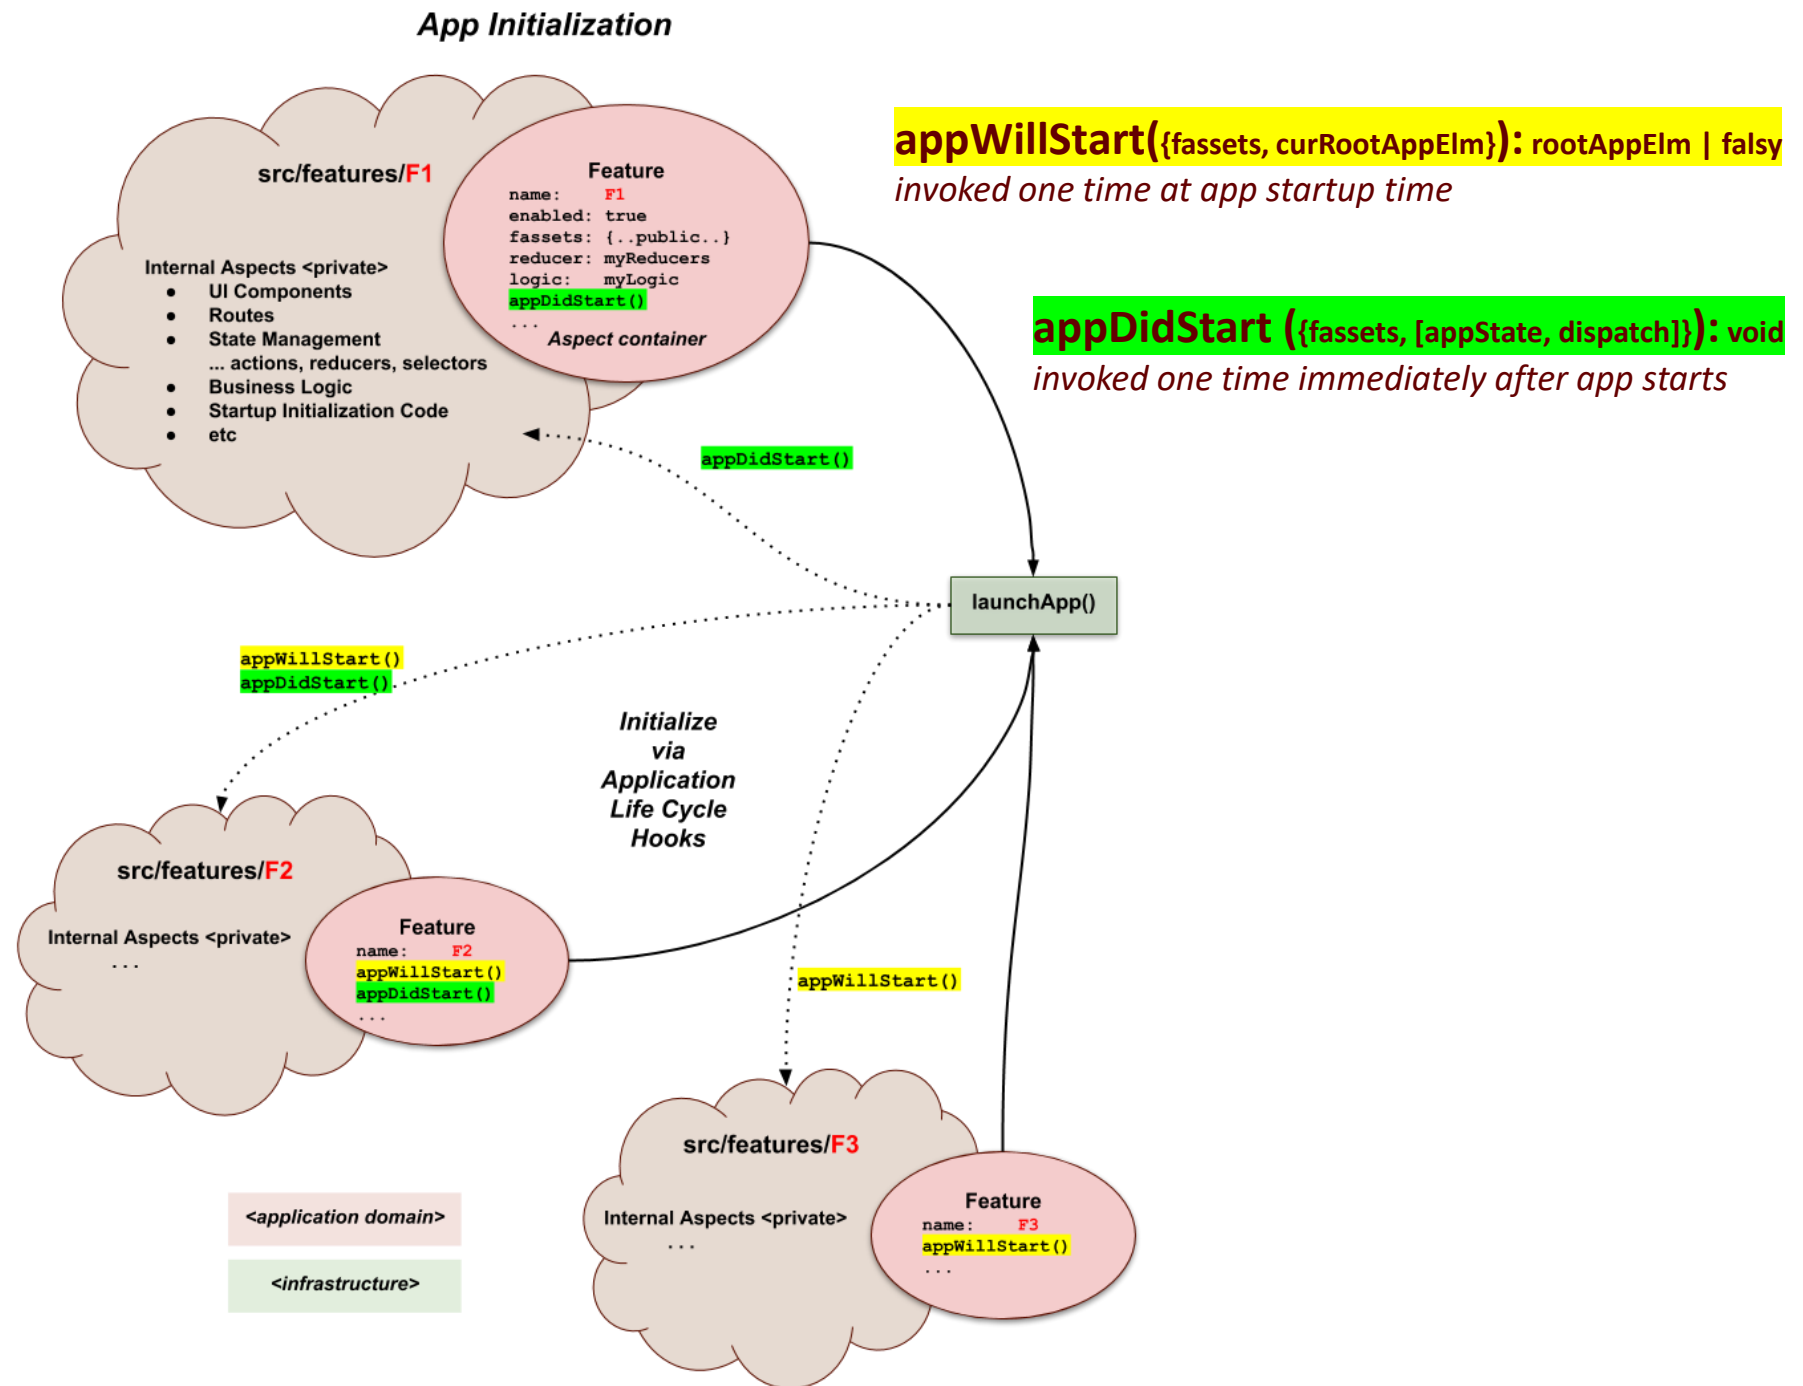 App Initialization
appWillStart({fassets, curRootAppElm}): rootAppElm | falsy
invoked one time at app startup time
appDidStart ({fassets, [appState, dispatch]}): void
invoked one time immediately after app starts
src/features/F1
Internal Aspects <private>
● UI Components
● Routes
● State Management
... actions, reducers, selectors
● Business Logic
● Startup Initialization Code
● etc
Feature
name: F1
enabled: true
fassets: {..public..}
reducer: myReducers
logic: myLogic
appDidStart()
...
Aspect container
appDidStart()
launchApp()
appWillStart()
appDidStart()
Initialize
via
Application
Life Cycle
Hooks
src/features/F2
Internal Aspects <private>
...
Feature
name: F2
appWillStart()
appDidStart()
...
appWillStart()
src/features/F3
Internal Aspects <private>
...
Feature
name: F3
appWillStart()
...
<application domain>
<infrastructure>